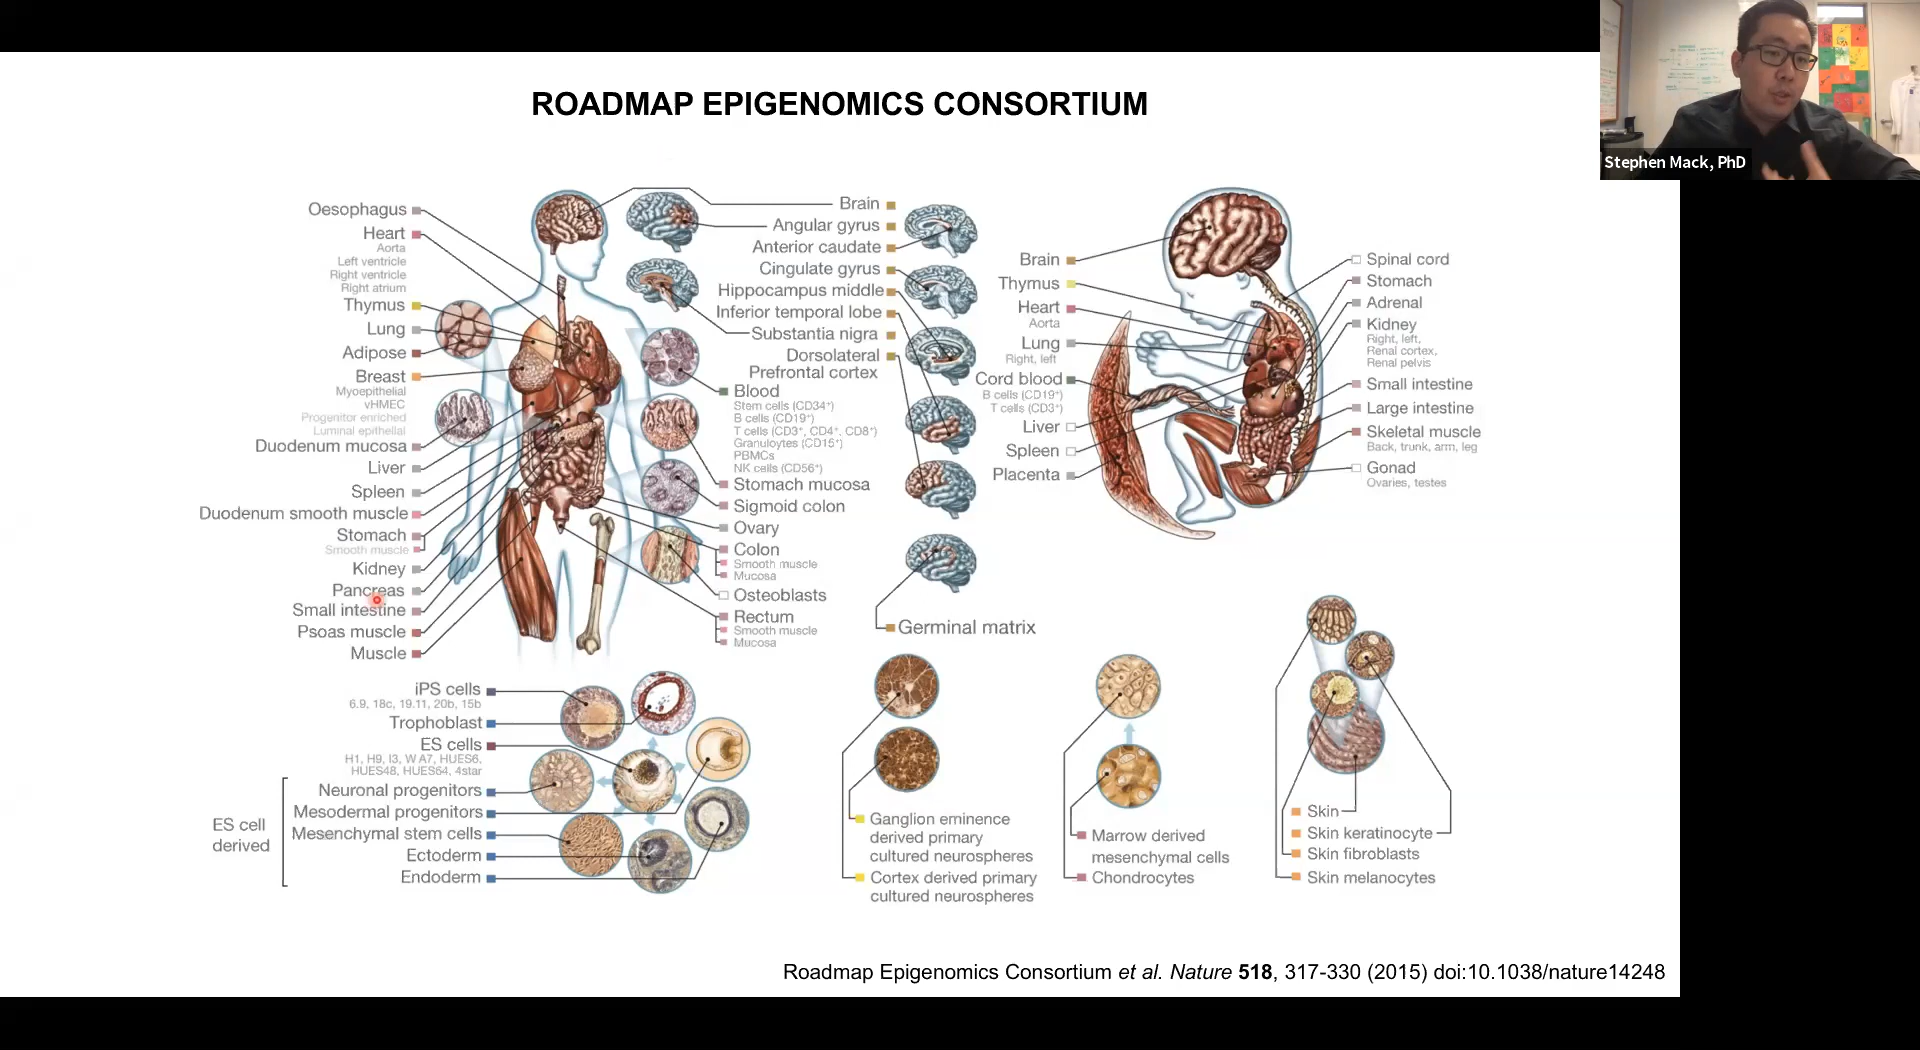 ROADMAP EPIGENOMICS CONSORTIUM
Stephen Mack, PhD
Oesophagus
Heart
Aorta
Left ventricle
Right ventricle
Right atrium
Thymus
Lung
Adipose
Breast
Myoepithelial
vHMEC
Progenitor enriched
Luminal epithelial
Duodenum mucosa
Liver
Spleen
Duodenum smooth muscle
Stomach
Smooth muscle
Kidney
Pancreas
Small intestine
Psoas muscle
Muscle
Brain
Angular gyrus
Anterior caudate
Cingulate gyrus
Hippocampus middle
Inferior temporal lobe
Substantia nigra
Dorsolateral
Prefrontal cortex
Blood
Stem cells (CD34⁺)
B cells (CD19⁺)
T cells (CD3⁺, CD4⁺, CD8⁺)
Granuloytes (CD15⁺)
PBMCs
NK cells (CD56⁺)
Stomach mucosa
Sigmoid colon
Ovary
Colon
Smooth muscle
Mucosa
Osteoblasts
Rectum
Smooth muscle
Mucosa
Germinal matrix
Brain
Thymus
Heart
Aorta
Lung
Right, left
Cord blood
B cells (CD19⁺)
T cells (CD3⁺)
Liver
Spleen
Placenta
Spinal cord
Stomach
Adrenal
Kidney
Right, left,
Renal cortex,
Renal pelvis
Small intestine
Large intestine
Skeletal muscle
Back, trunk, arm, leg
Gonad
Ovaries, testes
iPS cells
6.9, 18c, 19.11, 20b, 15b
Trophoblast
ES cells
H1, H9, I3, WA7, HUES6,
HUES48, HUES64, 4star
ES cell
derived
Neuronal progenitors
Mesodermal progenitors
Mesenchymal stem cells
Ectoderm
Endoderm
Ganglion eminence
derived primary
cultured neurospheres
Cortex derived primary
cultured neurospheres
Marrow derived
mesenchymal cells
Chondrocytes
Skin
Skin keratinocyte
Skin fibroblasts
Skin melanocytes
Roadmap Epigenomics Consortium et al. Nature 518, 317-330 (2015) doi:10.1038/nature14248